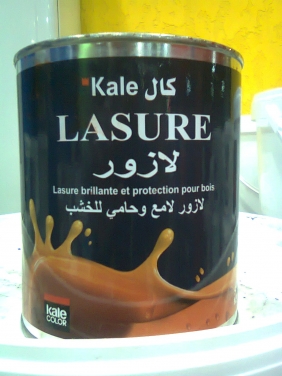 Kale كال
LASURE
لازور
Lasure brillante et protection pour bois
لازور لامع وحامي للخشب
kale
COLOR